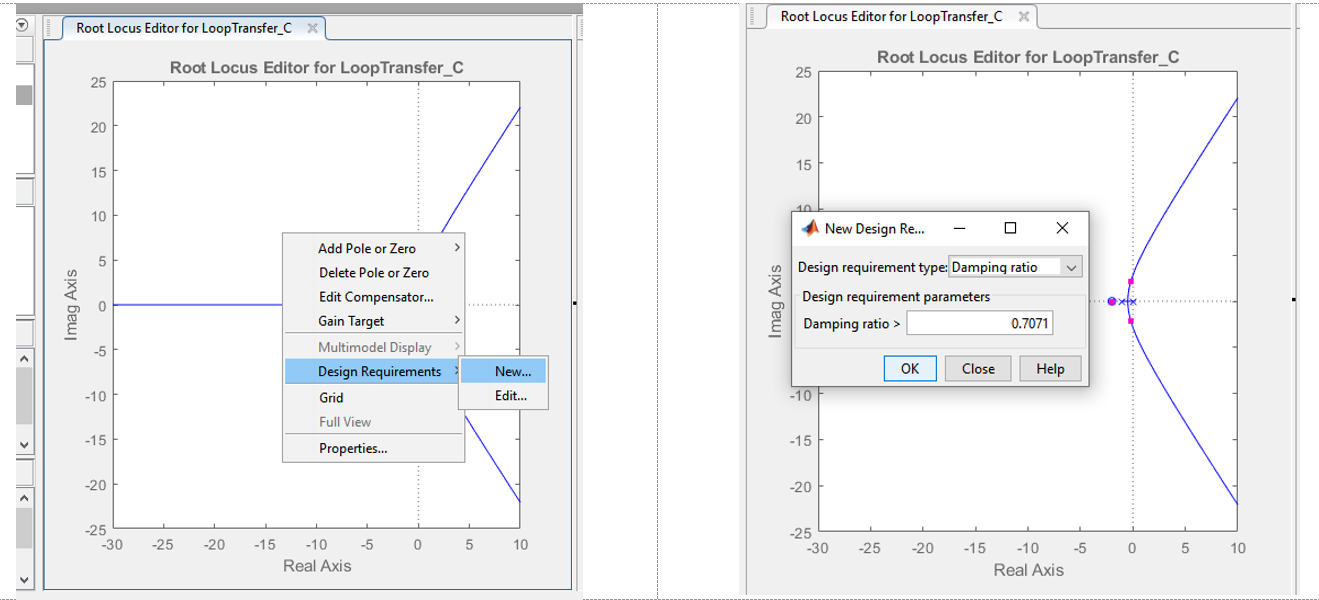 Root Locus Editor for LoopTransfer_C
Root Locus Editor for LoopTransfer_C
25
20
15
10
5
0
-5
-10
-15
-20
-25
Imag Axis
-30 -25 -20 -15 -10 -5 0 5 10
Real Axis
Add Pole or Zero
Delete Pole or Zero
Edit Compensator...
Gain Target
Multimodel Display
Design Requirements
Grid
Full View
Properties...
New...
Edit...
Root Locus Editor for LoopTransfer_C
Root Locus Editor for LoopTransfer_C
25
20
15
10
-10
-15
-20
-25
Imag Axis
-30 -25 -20 -15 -10 -5 0 5 10
Real Axis
New Design Re...
Design requirement type: Damping ratio
Design requirement parameters
Damping ratio > 0.7071
OK Close Help